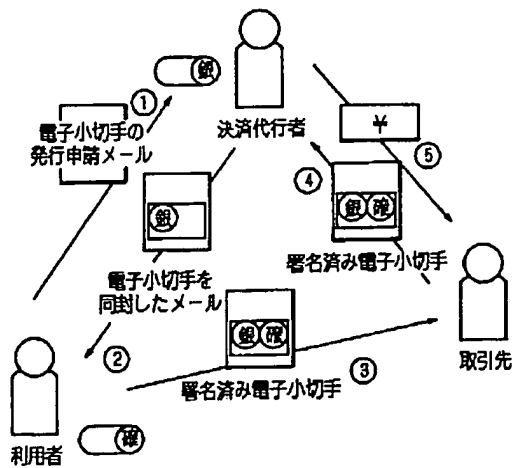 銀
①
電子小切手の
発行申請メール
決済代行者
¥
⑤
④
銀
銀 確
署名済み電子小切手
電子小切手を
同封したメール
②
銀 確
③
署名済み電子小切手
取引先
利用者
確